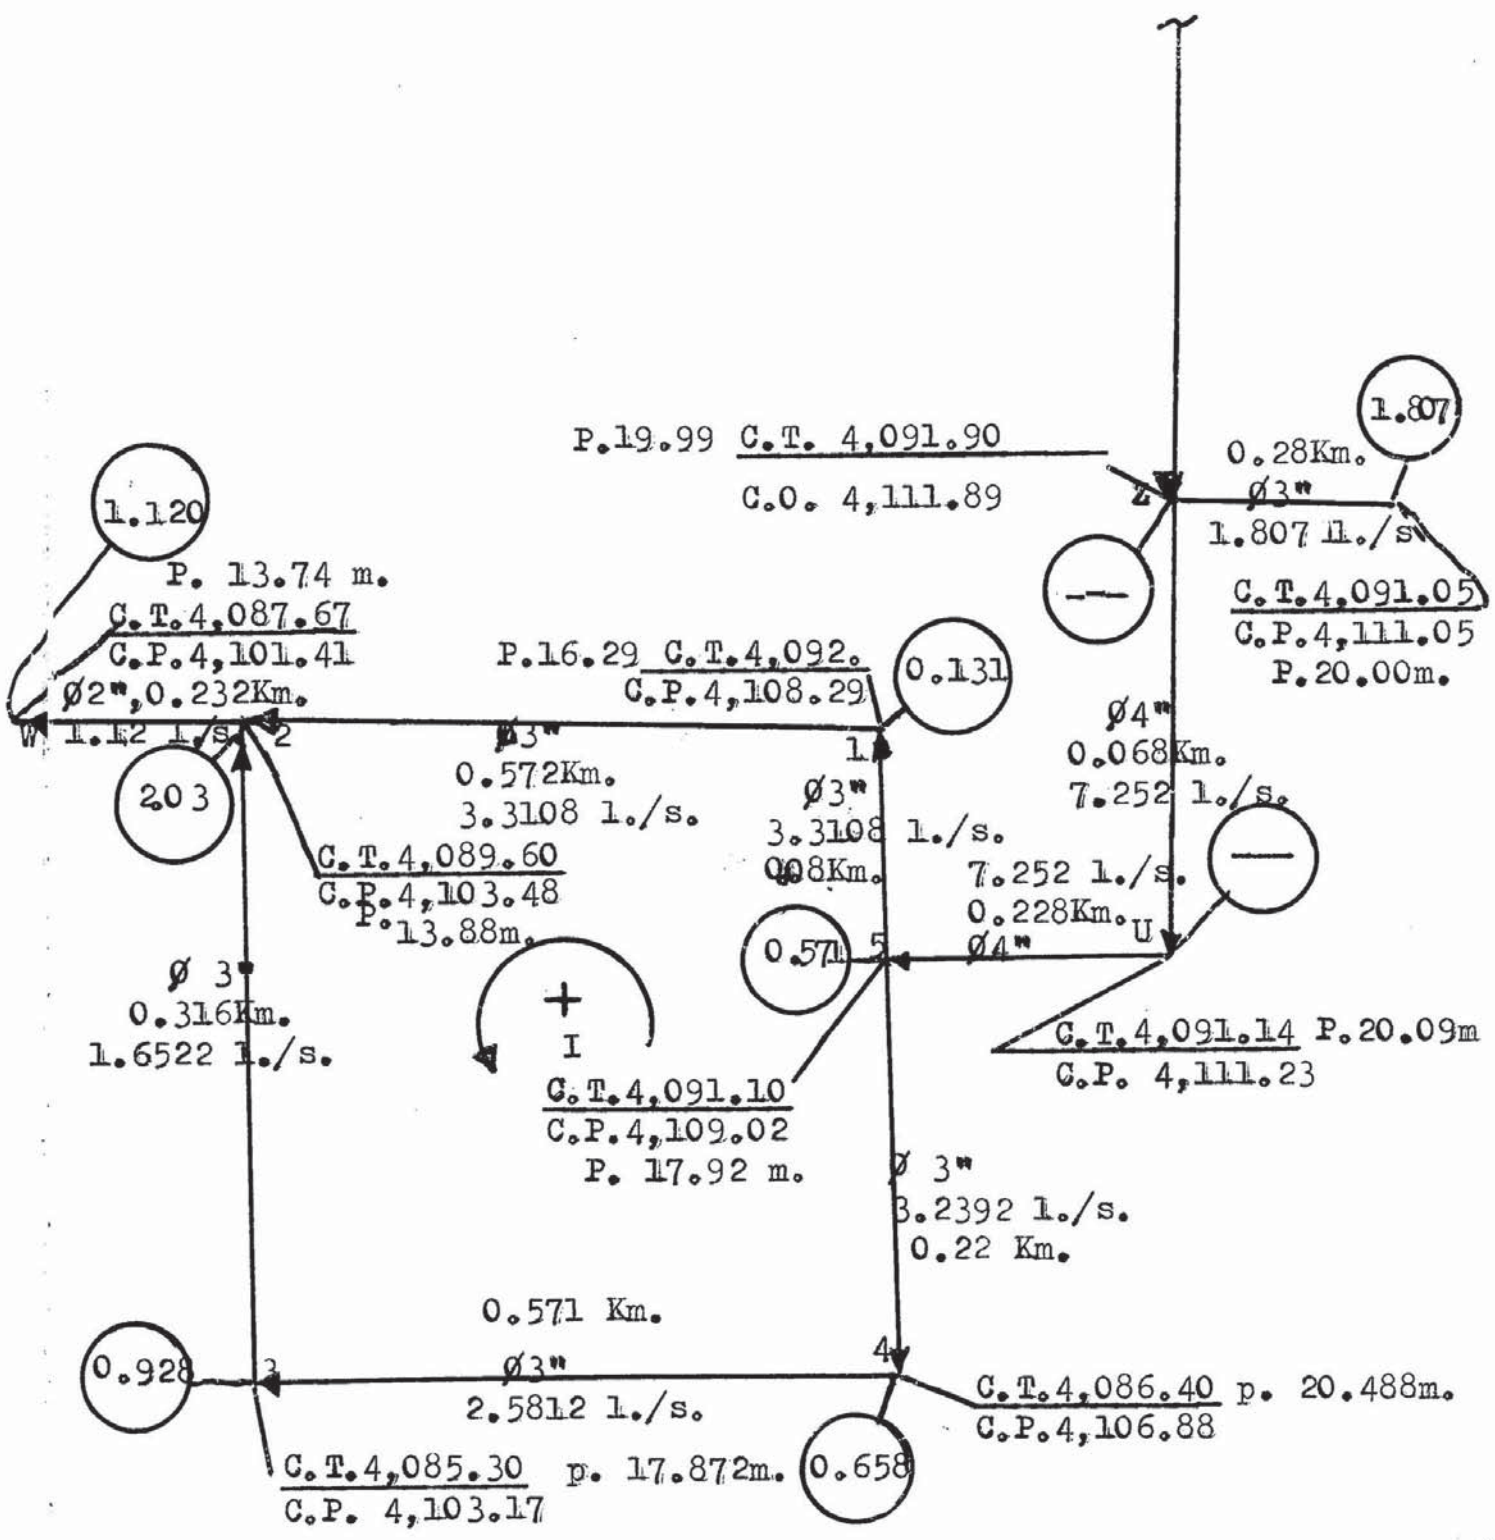 1.807
P.19.99 C.T. 4,091.90
C.O. 4,111.89
0.28Km.
Ø3"
1.807 l./s
Z
C.T.4,091.05
C.P.4,111.05
P.20.00m.
1.120
P. 13.74 m.
C.T.4,087.67
C.P.4,101.41
Ø2",0.232Km.
W 1.12 l./s 2
203
P.16.29 C.T.4,092.
C.P.4,108.29
0.131
1
Ø3"
0.572Km.
3.3108 l./s.
Ø3"
3.3108 l./s.
Ø4"
0.068Km.
7.252 l./s.
C.T.4,089.60
C.P.4,103.48
P.
13.88m.
7.252 l./s.
0.228Km. U
Ø4"
0.571 5
Ø 3"
0.316Km.
1.6522 l./s.
+
I
C.T.4,091.14 P.20.09m
C.P. 4,111.23
C.T.4,091.10
C.P.4,109.02
P. 17.92 m.
Ø 3"
3.2392 l./s.
0.22 Km.
0.571 Km.
0.928 3
Ø3"
2.5812 l./s.
4
C.T.4,086.40 p. 20.488m.
C.P.4,106.88
C.T.4,085.30 p. 17.872m.
C.P. 4,103.17
0.658